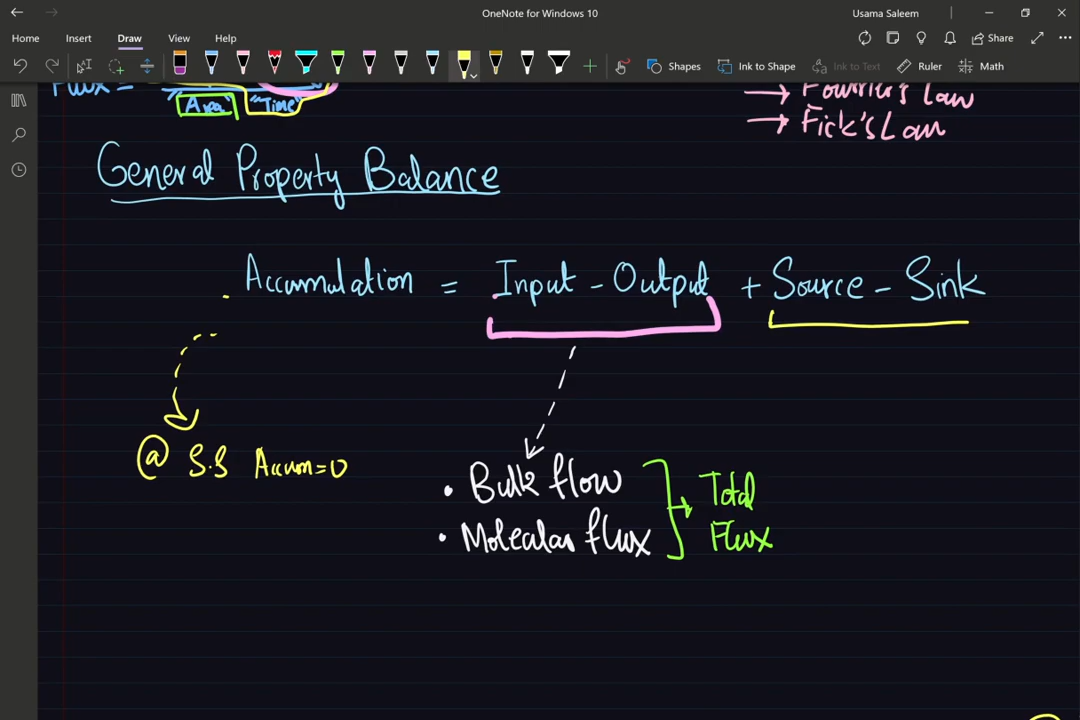 OneNote for Windows 10
Usama Saleem
Home Insert Draw View Help
Share
Shapes Ink to Shape Ink to Text Ruler Math
Flux =
"Area" "Time"
→ Fourier's Law
→ Fick's Law
General Property Balance
Accumulation = Input - Output + Source - Sink
@ S.S Accum=0
• Bulk flow
• Molecular flux
Total
Flux